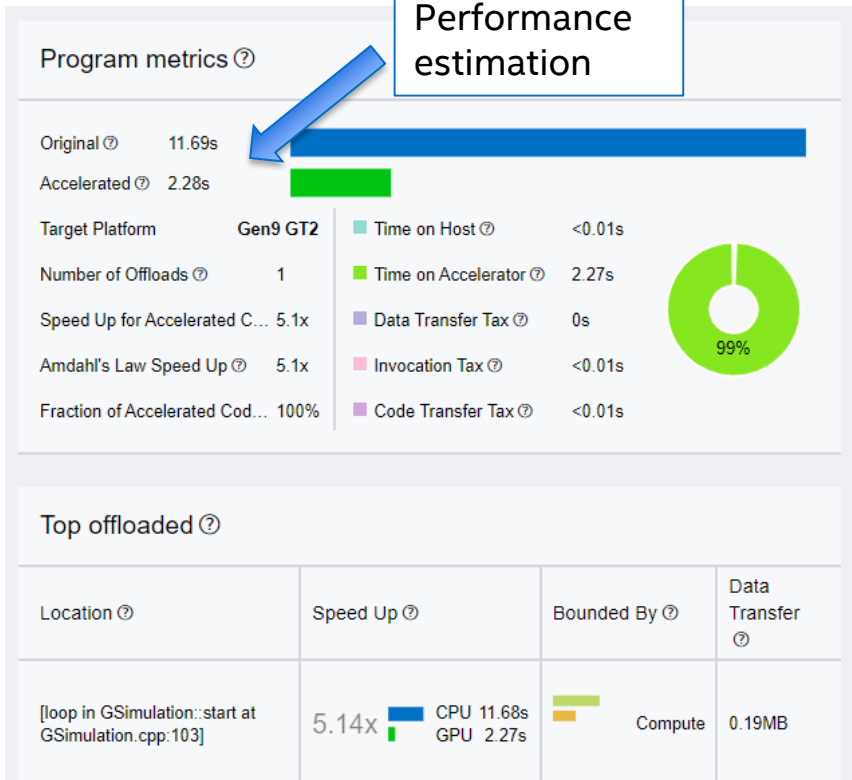 Performance
estimation
Program metrics ?
Original ? 11.69s
Accelerated ? 2.28s
Target Platform Gen9 GT2
Number of Offloads ? 1
Speed Up for Accelerated C... 5.1x
Amdahl's Law Speed Up ? 5.1x
Fraction of Accelerated Cod... 100%
Time on Host ? <0.01s
Time on Accelerator ? 2.27s
Data Transfer Tax ? 0s
Invocation Tax ? <0.01s
Code Transfer Tax ? <0.01s
99%
Top offloaded ?
Location ? Speed Up ? Bounded By ? Data
Transfer
?
[loop in GSimulation::start at
GSimulation.cpp:103]
5.14x
CPU 11.68s
GPU 2.27s
Compute
0.19MB